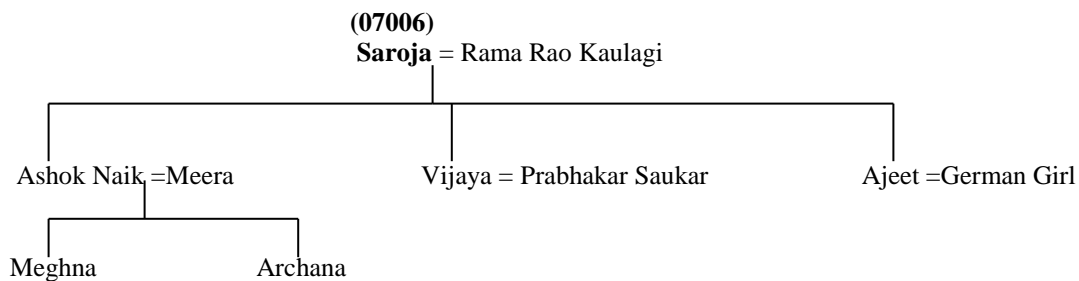 (07006)
Saroja = Rama Rao Kaulagi
Ashok Naik =Meera Vijaya = Prabhakar Saukar Ajeet =German Girl
Meghna Archana